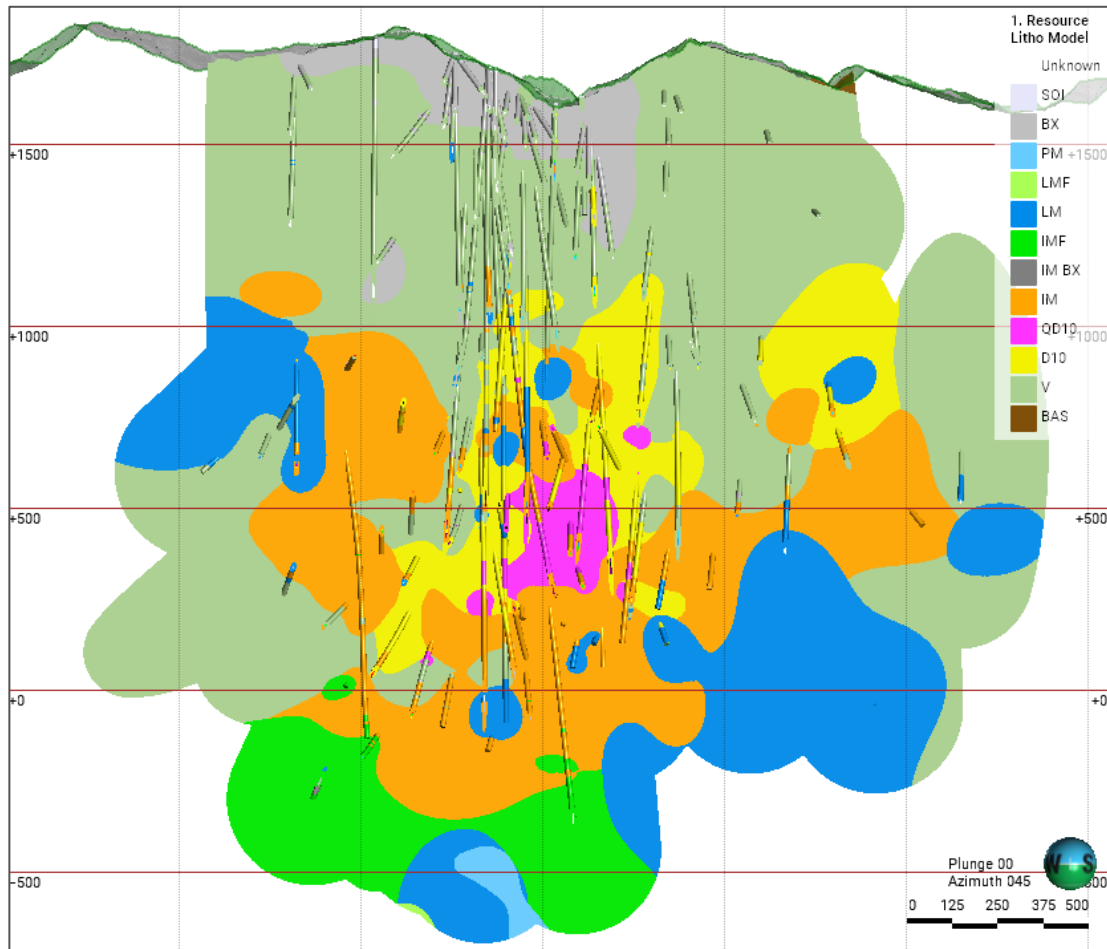 1. Resource
Litho Model
Unknown
SOI
BX
PM
LMF
LM
IMF
IM BX
IM
QD10
D10
V
BAS
+1500
+1500
+1000
+1000
+500
+500
+0
+0
-500
-500
W S
Plunge 00
Azimuth 045
0 125 250 375 500